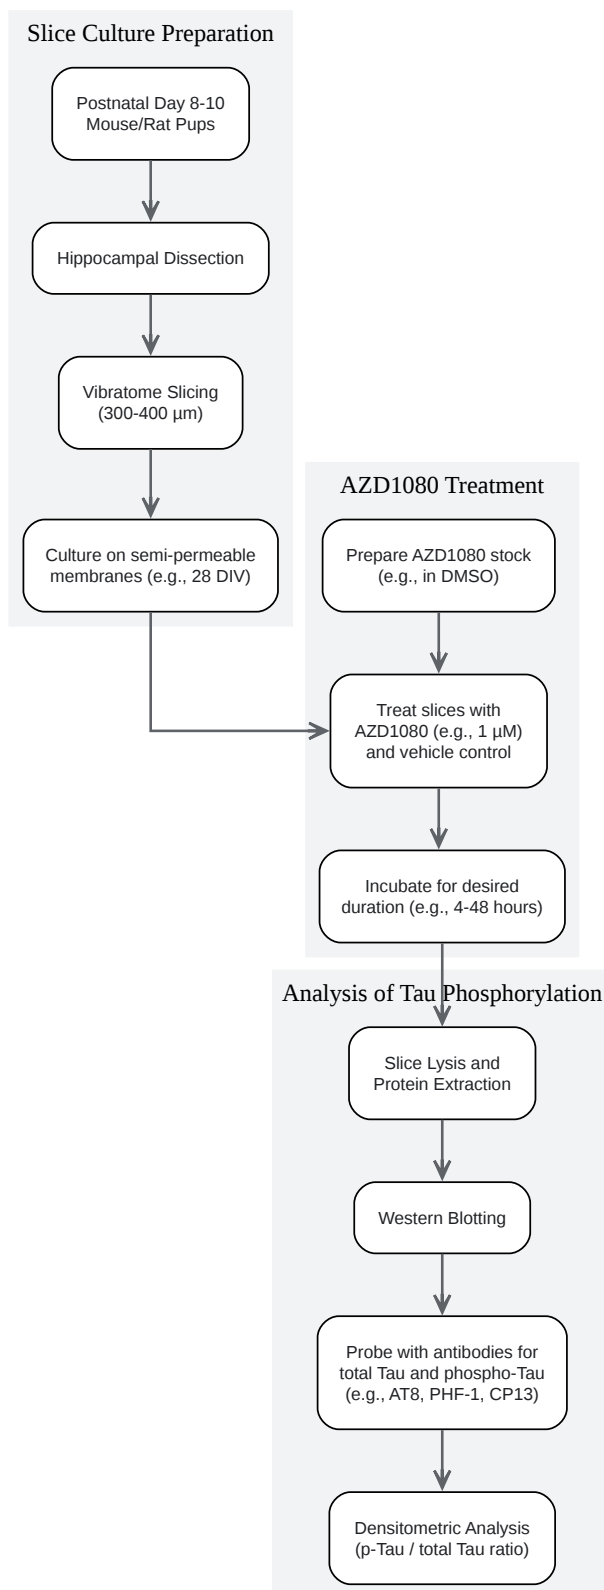 Slice Culture Preparation
Postnatal Day 8-10
Mouse/Rat Pups
Hippocampal Dissection
Vibratome Slicing
(300-400 µm)
Culture on semi-permeable
membranes (e.g., 28 DIV)
AZD1080 Treatment
Prepare AZD1080 stock
(e.g., in DMSO)
Treat slices with
AZD1080 (e.g., 1 µM)
and vehicle control
Incubate for desired
duration (e.g., 4-48 hours)
Analysis of Tau Phosphorylation
Slice Lysis and
Protein Extraction
Western Blotting
Probe with antibodies for
total Tau and phospho-Tau
(e.g., AT8, PHF-1, CP13)
Densitometric Analysis
(p-Tau / total Tau ratio)